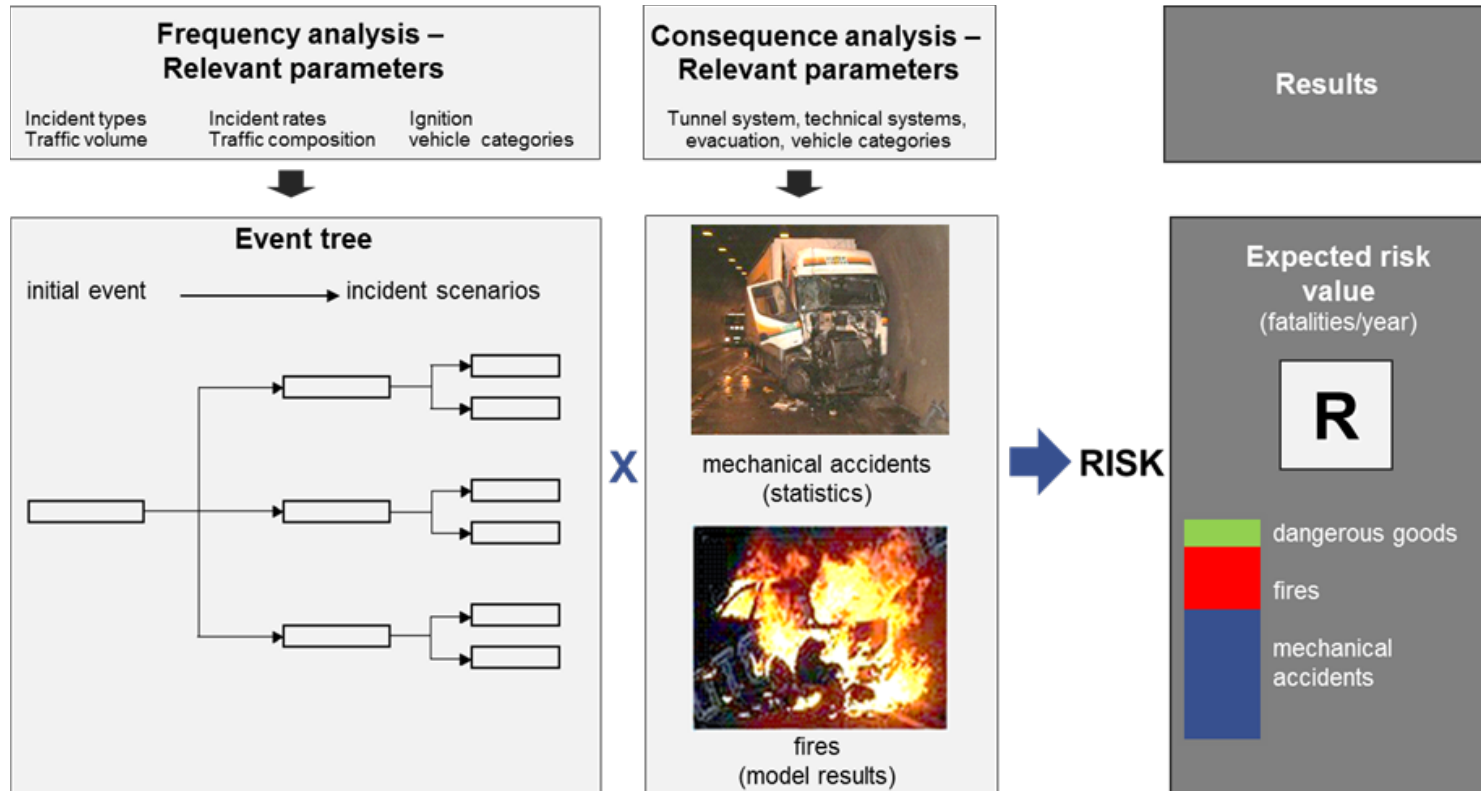 Frequency analysis –
Relevant parameters
Incident types Incident rates Ignition
Traffic volume Traffic composition vehicle categories
Consequence analysis –
Relevant parameters
Tunnel system, technical systems,
evacuation, vehicle categories
Results
Event tree
initial event incident scenarios
X
mechanical accidents
(statistics)
fires
(model results)
RISK
Expected risk
value
(fatalities/year)
R
dangerous goods
fires
mechanical
accidents